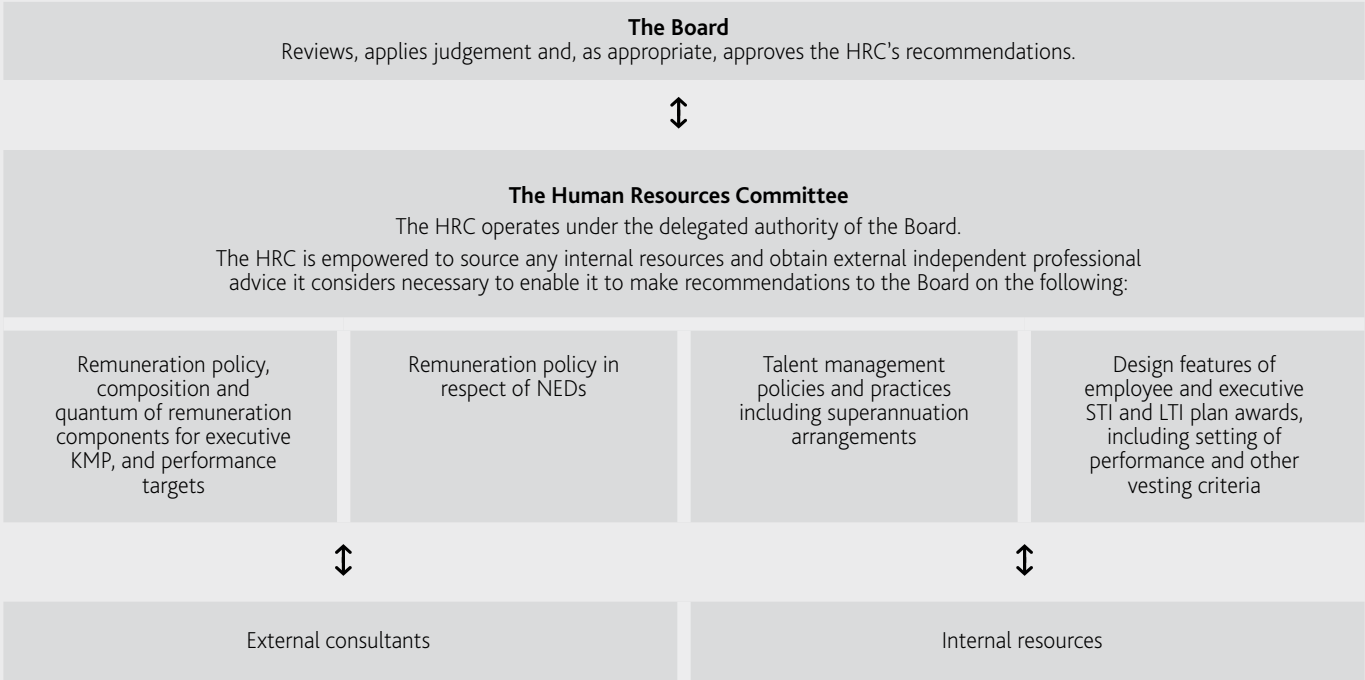 The Board
Reviews, applies judgement and, as appropriate, approves the HRC's recommendations.
The Human Resources Committee
The HRC operates under the delegated authority of the Board.
The HRC is empowered to source any internal resources and obtain external independent professional
advice it considers necessary to enable it to make recommendations to the Board on the following:
Remuneration policy,
composition and
quantum of remuneration
components for executive
KMP, and performance
targets
Remuneration policy in
respect of NEDs
Talent management
policies and practices
including superannuation
arrangements
Design features of
employee and executive
STI and LTI plan awards,
including setting of
performance and other
vesting criteria
External consultants
Internal resources